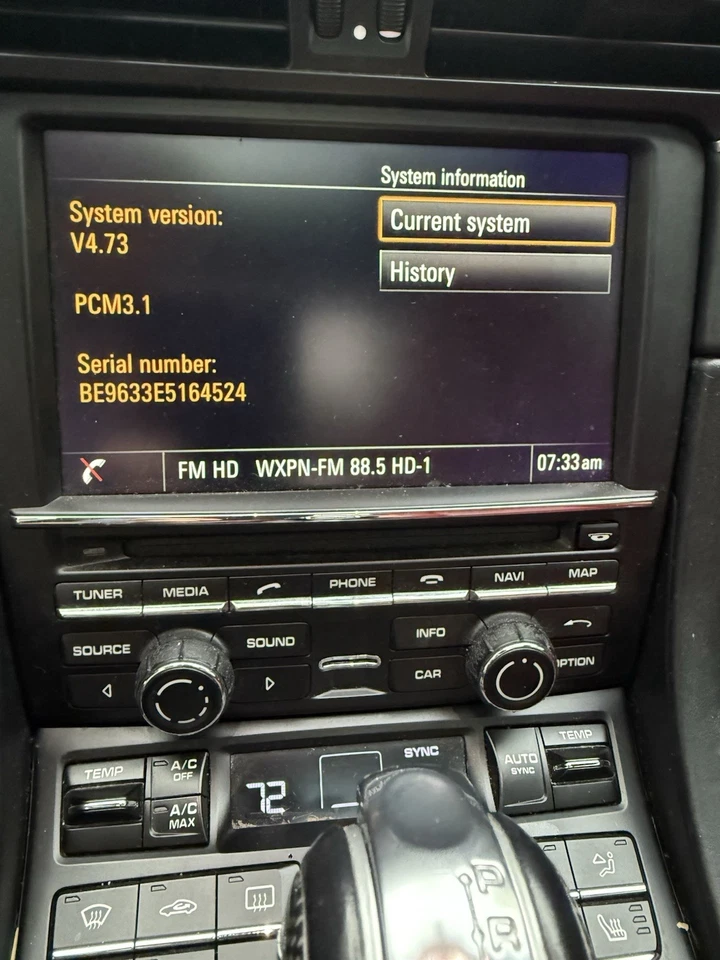 System information
System version:
V4.73
Current system
History
PCM3.1
Serial number:
BE9633E5164524
FM HD WXPN-FM 88.5 HD-1 07:33am
TUNER MEDIA PHONE NAVI MAP
SOURCE SOUND INFO
CAR OPTION
TEMP A/C OFF SYNC AUTO SYNC TEMP
72
A/C MAX
P
R